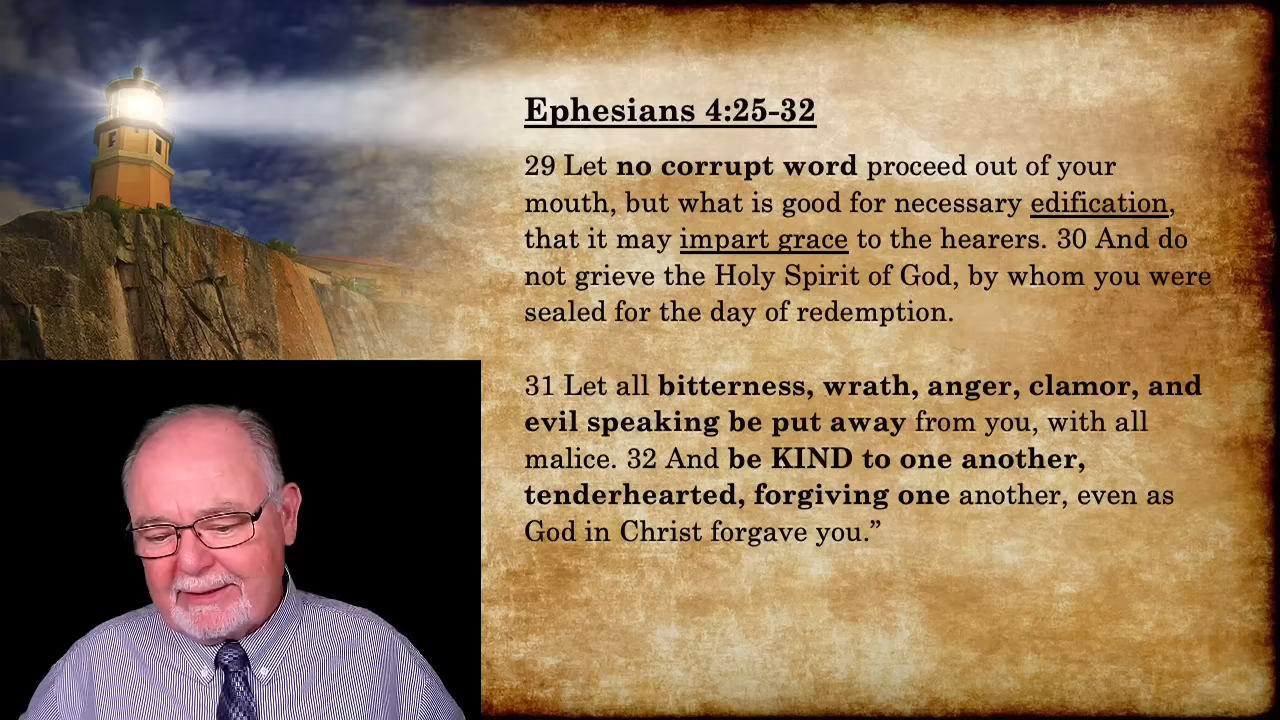 Ephesians 4:25-32
29 Let no corrupt word proceed out of your
mouth, but what is good for necessary edification,
that it may impart grace to the hearers. 30 And do
not grieve the Holy Spirit of God, by whom you were
sealed for the day of redemption.
31 Let all bitterness, wrath, anger, clamor, and
evil speaking be put away from you, with all
malice. 32 And be KIND to one another,
tenderhearted, forgiving one another, even as
God in Christ forgave you.”